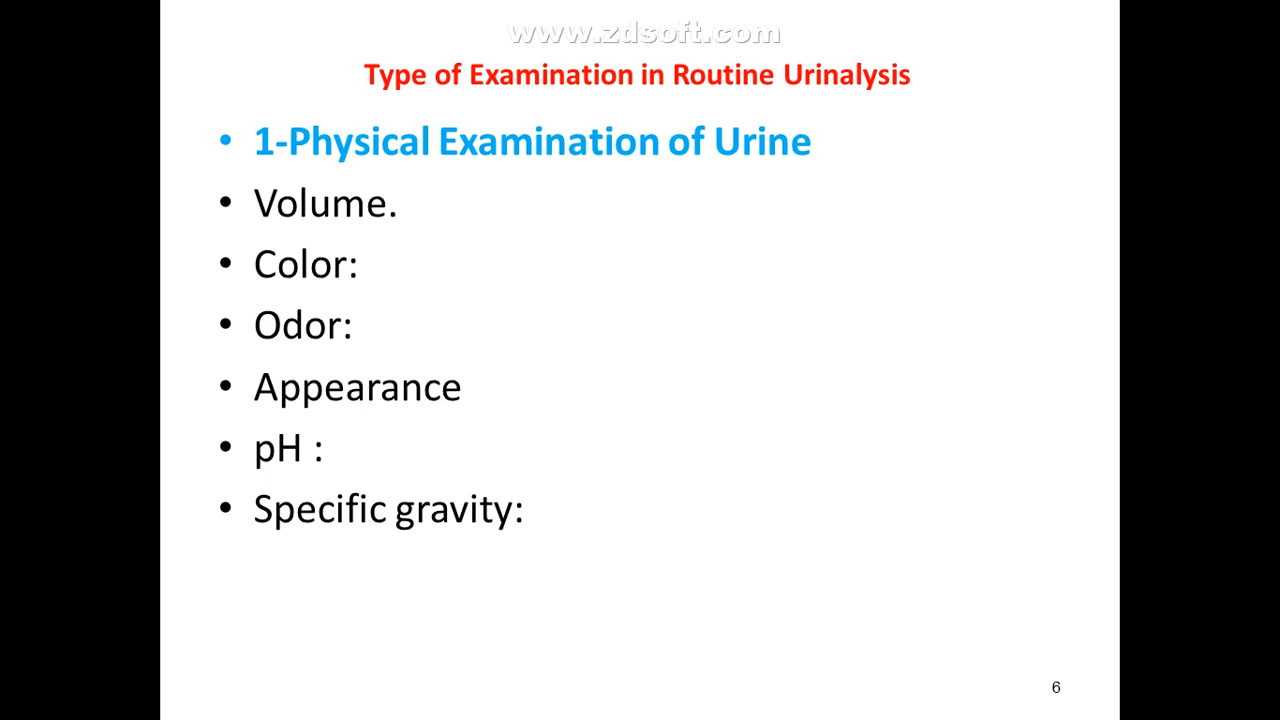 www.zdsoft.com
Type of Examination in Routine Urinalysis
• 1-Physical Examination of Urine
• Volume.
• Color:
• Odor:
• Appearance
• pH :
• Specific gravity:
6